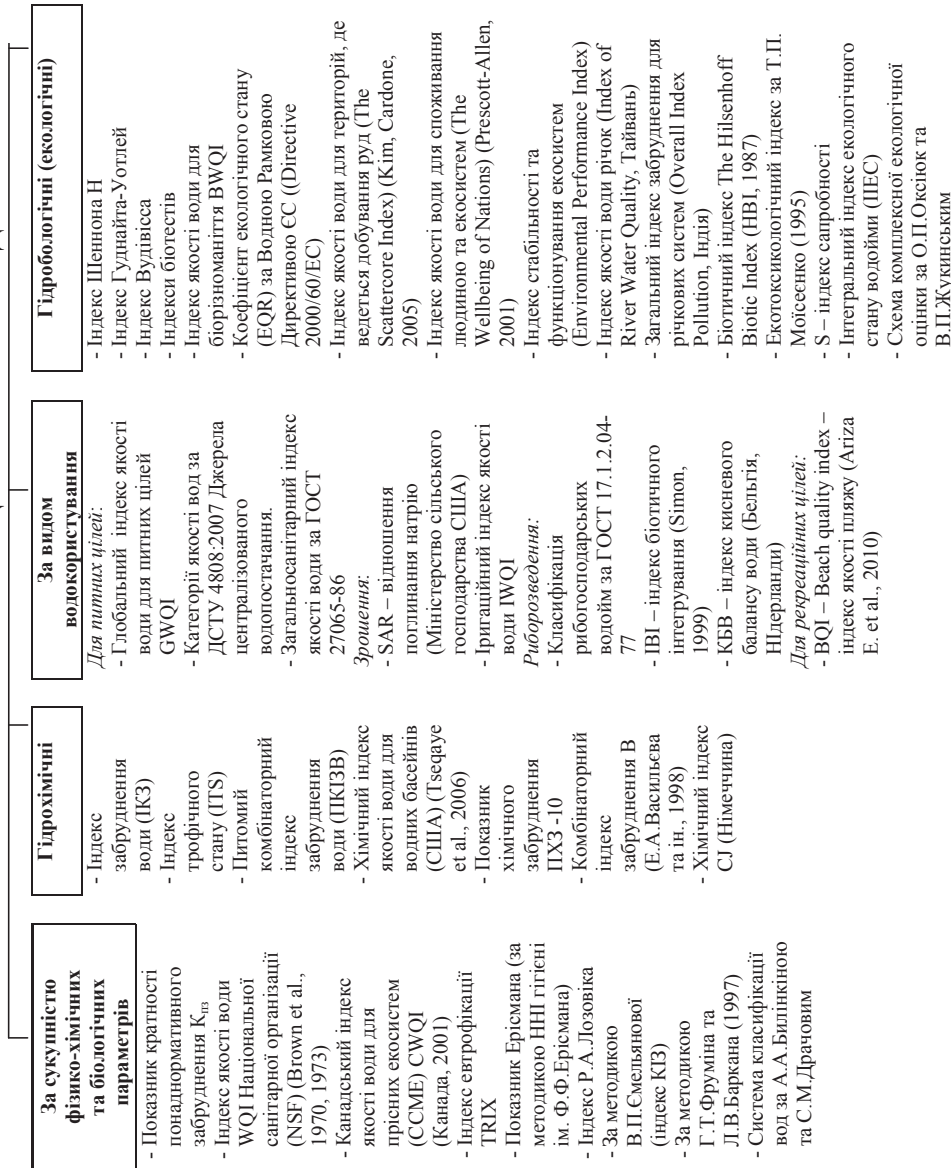 За сукупністю
фізико-хімічних
та біологічних
параметрів
- Показник кратності
понаднормативного
забруднення Кпз
- Індекс якості води
WQI Національної
санітарної організації
(NSF) (Brown et al.,
1970, 1973)
- Канадський індекс
якості води для
прісних екосистем
(CCME) CWQI
(Канада, 2001)
- Індекс евтрофікації
TRIX
- Показник Ерісмана (за
методикою ННІ гігієні
ім. Ф.Ф.Ерісмана)
- Індекс Р.А.Лозовіка
- За методикою
В.П.Ємельянової
(індекс КІЗ)
- За методикою
Г.Т.Фруміна та
Л.В.Баркана (1997)
- Система класифікації
вод за А.А.Билінкіною
та С.М.Драчовим
Гідрохімічні
- Індекс
забруднення
води (ІКЗ)
- Індекс
трофічного
стану (ITS)
- Питомий
комбінаторний
індекс
забруднення
води (ПКІЗВ)
- Хімічний індекс
якості води для
водних басейнів
(США) (Tseqaye
et al., 2006)
- Показник
хімічного
забруднення
ПХЗ -10
- Комбінаторний
індекс
забруднення В
(Е.А.Васильєва
та ін., 1998)
- Хімічний індекс
CJ (Німеччина)
За видом
водокористування
Для питних цілей:
- Глобальний індекс якості
води для питних цілей
GWQI
- Категорії якості вод за
ДСТУ 4808:2007 Джерела
централізованого
водопостачання.
- Загальносанітарний індекс
якості води за ГОСТ
27065-86
Зрошення:
- SAR – відношення
поглинання натрію
(Міністерство сільського
господарства США)
- Іригаційний індекс якості
води IWQI
Риборозведення:
- Класифікація
рибогосподарських
водойм за ГОСТ 17.1.2.04-
77
- IBI – індекс біотичного
інтегрування (Simon,
1999)
- КБВ – індекс кисневого
балансу води (Бельгія,
НІдерланди)
Для рекреаційних цілей:
- BQI – Beach quality index –
індекс якості пляжу (Ariza
E. et al., 2010)
Гідробологічні (екологічні)
- Індекс Шеннона Н
- Індекс Гуднайта-Уотлей
- Індекс Вудівісса
- Індекси біотестів
- Індекс якості води для
біорізноманіття BWQI
- Коефіцієнт екологичного стану
(EQR) за Водною Рамковою
Директивою ЄС ((Directive
2000/60/EC)
- Індекс якості води для територій, де
ведеться добування руд (The
Scattercore Index) (Kim, Cardone,
2005)
- Індекс якості води для споживання
людиною та екосистем (The
Wellbeing of Nations) (Prescott-Allen,
2001)
- Індекс стабільності та
функціонування екосистем
(Environmental Performance Index)
- Індекс якості води річок (Index of
River Water Quality, Тайвань)
- Загальний індекс забруднення для
річкових систем (Overall Index
Pollution, Індія)
- Біотичний індекс The Hilsenhoff
Biotic Index (HBI, 1987)
- Екотоксикологічний індекс за Т.П.
Моїсеєнко (1995)
- S – індекс сапробності
- Інтегральний індекс екологічного
стану водойми (ІІЕС)
- Схема комплексної екологічної
оцінки за О.П.Оксіюк та
В.П.Жукинським